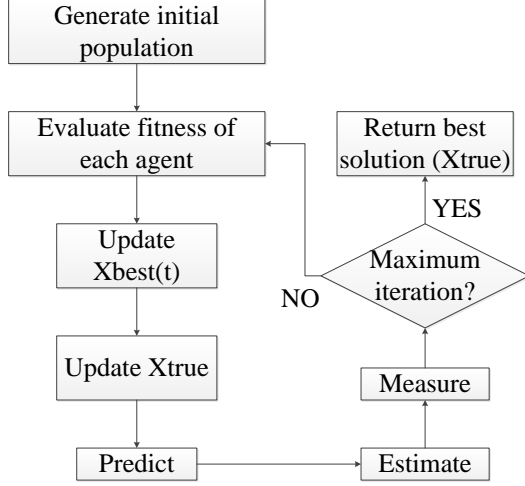 Generate initial
population
Evaluate fitness of
each agent
Update
Xbest(t)
Update Xtrue
Predict
Estimate
Measure
Maximum
iteration?
NO
YES
Return best
solution (Xtrue)